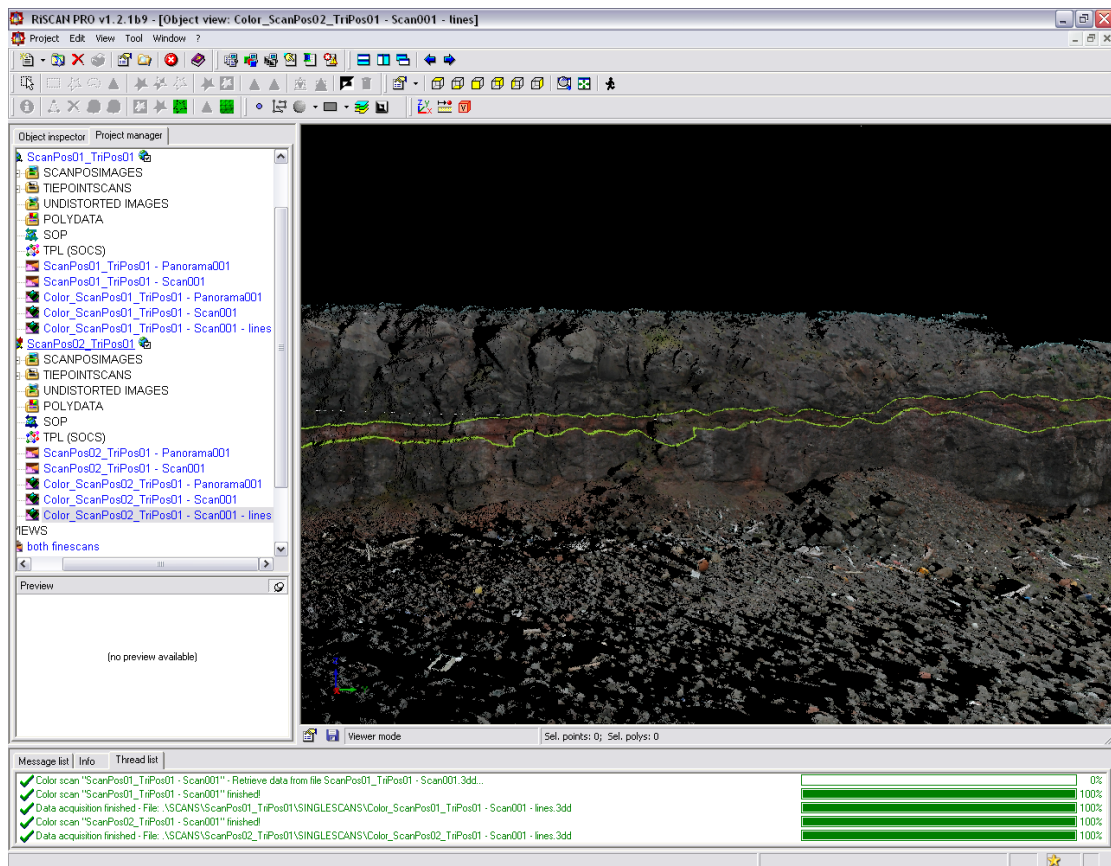 RiSCAN PRO v1.2.1b9 - [Object view: Color_ScanPos02_TriPos01 - Scan001 - lines]
Project Edit View Tool Window ?
Object inspector Project manager
ScanPos01_TriPos01
SCANPOSIMAGES
TIEPOINTSCANS
UNDISTORTED IMAGES
POLYDATA
SOP
TPL (SOCS)
ScanPos01_TriPos01 - Panorama001
ScanPos01_TriPos01 - Scan001
Color_ScanPos01_TriPos01 - Panorama001
Color_ScanPos01_TriPos01 - Scan001
Color_ScanPos01_TriPos01 - Scan001 - lines
ScanPos02_TriPos01
SCANPOSIMAGES
TIEPOINTSCANS
UNDISTORTED IMAGES
POLYDATA
SOP
TPL (SOCS)
ScanPos02_TriPos01 - Panorama001
ScanPos02_TriPos01 - Scan001
Color_ScanPos02_TriPos01 - Panorama001
Color_ScanPos02_TriPos01 - Scan001
Color_ScanPos02_TriPos01 - Scan001 - lines
IEWS
both finescans
Preview
(no preview available)
Viewer mode Sel. points: 0; Sel. polys: 0
Message list Info Thread list
Color scan "ScanPos01_TriPos01 - Scan001" - Retrieve data from file ScanPos01_TriPos01 - Scan001.3dd... 0%
Color scan "ScanPos01_TriPos01 - Scan001" finished! 100%
Data acquisition finished - File: .\SCANS\ScanPos01_TriPos01\SINGLESCANS\Color_ScanPos01_TriPos01 - Scan001 - lines.3dd 100%
Color scan "ScanPos02_TriPos01 - Scan001" finished! 100%
Data acquisition finished - File: .\SCANS\ScanPos02_TriPos01\SINGLESCANS\Color_ScanPos02_TriPos01 - Scan001 - lines.3dd 100%